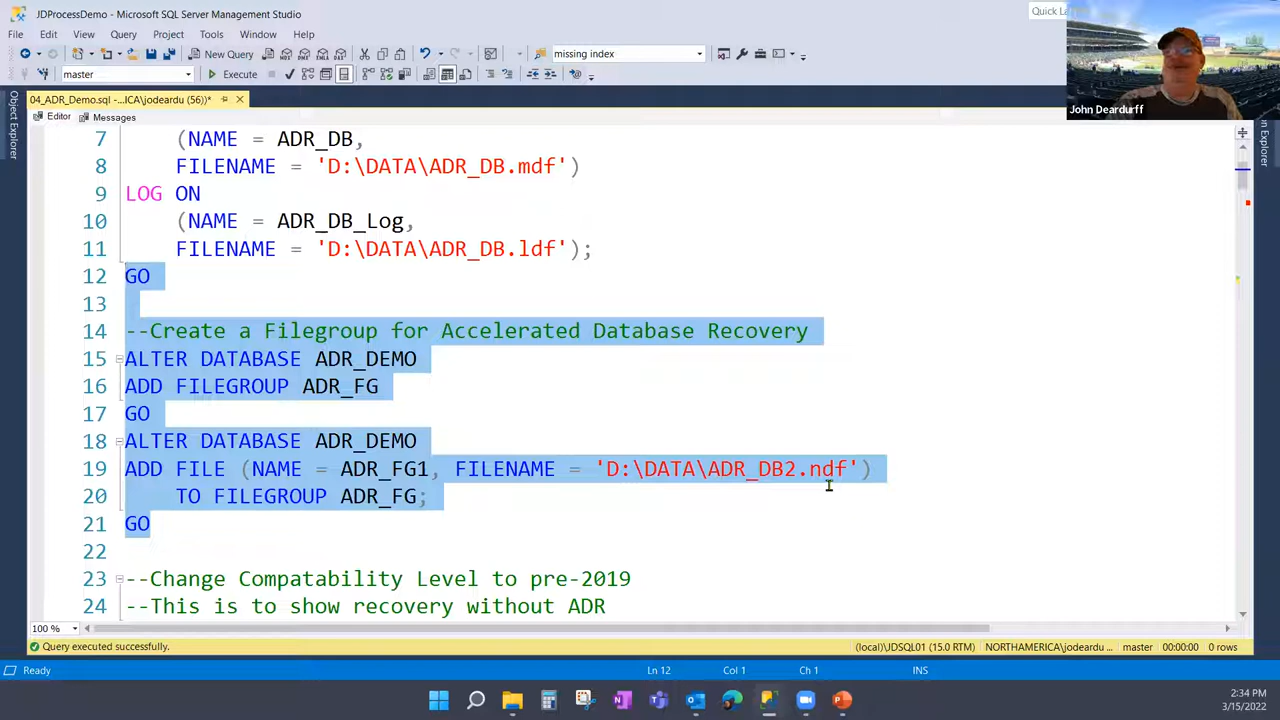 JDProcessDemo - Microsoft SQL Server Management Studio
Quick La
File Edit View Query Project Tools Window Help
New Query
missing index
master
Execute
John Deardurff
04_ADR_Demo.sql -...ICA\jodeardu (56))*
Object Explorer
Editor Messages
7 (NAME = ADR_DB,
8 FILENAME = 'D:\DATA\ADR_DB.mdf')
9 LOG ON
10 (NAME = ADR_DB_Log,
11 FILENAME = 'D:\DATA\ADR_DB.ldf');
12 GO
13
14 --Create a Filegroup for Accelerated Database Recovery
15 ALTER DATABASE ADR_DEMO
16 ADD FILEGROUP ADR_FG
17 GO
18 ALTER DATABASE ADR_DEMO
19 ADD FILE (NAME = ADR_FG1, FILENAME = 'D:\DATA\ADR_DB2.ndf')
20 TO FILEGROUP ADR_FG;
21 GO
22
23 --Change Compatability Level to pre-2019
24 --This is to show recovery without ADR
100 %
Query executed successfully.
(local)\JDSQL01 (15.0 RTM) NORTHAMERICA\jodeardu ... master 00:00:00 0 rows
Ready Ln 12 Col 1 Ch 1 INS
2:34 PM
3/15/2022